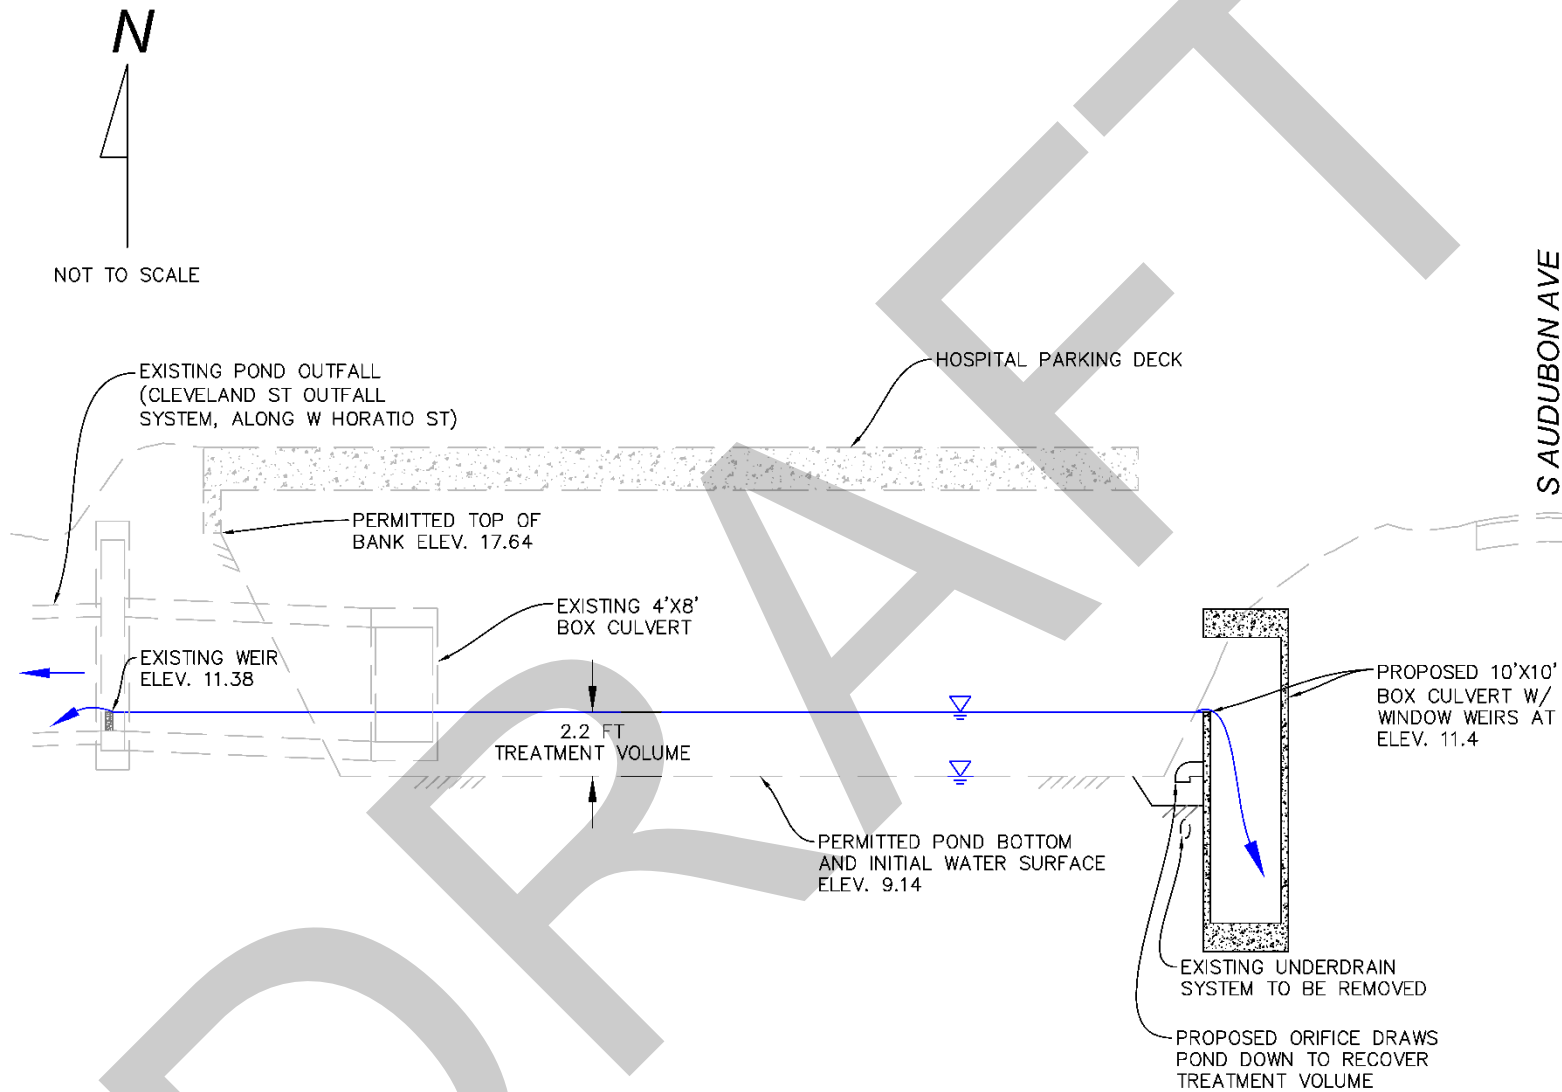 N
NOT TO SCALE
EXISTING POND OUTFALL
(CLEVELAND ST OUTFALL
SYSTEM, ALONG W HORATIO ST)
HOSPITAL PARKING DECK
S AUDUBON AVE
PERMITTED TOP OF
BANK ELEV. 17.64
EXISTING 4'X8'
BOX CULVERT
EXISTING WEIR
ELEV. 11.38
PROPOSED 10'X10'
BOX CULVERT W/
WINDOW WEIRS AT
ELEV. 11.4
2.2 FT
TREATMENT VOLUME
PERMITTED POND BOTTOM
AND INITIAL WATER SURFACE
ELEV. 9.14
EXISTING UNDERDRAIN
SYSTEM TO BE REMOVED
PROPOSED ORIFICE DRAWS
POND DOWN TO RECOVER
TREATMENT VOLUME
DRAFT